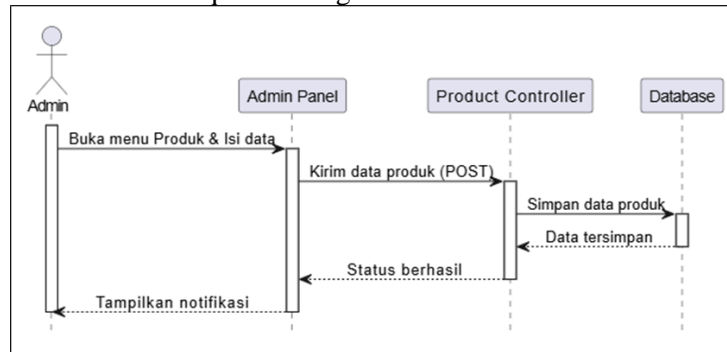 Admin
Admin Panel
Product Controller
Database
Buka menu Produk & Isi data
Kirim data produk (POST)
Simpan data produk
Data tersimpan
Status berhasil
Tampilkan notifikasi